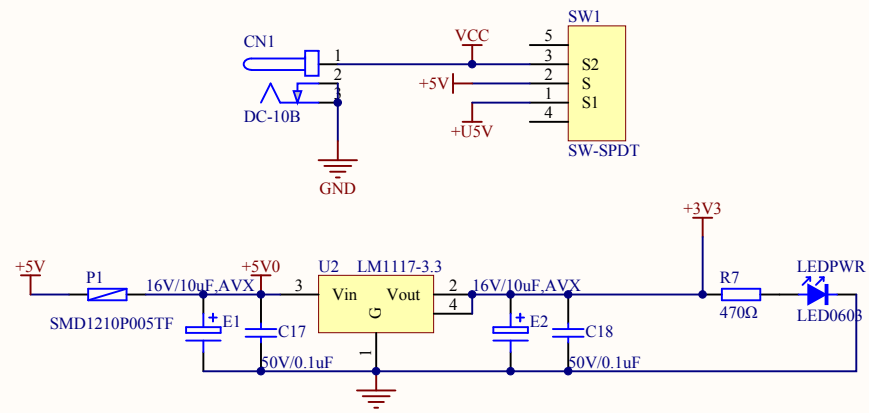 SW1
CN1
VCC
5
1
3
S2
2
+5V
2
S
3
1
S1
DC-10B
4
+U5V
SW-SPDT
GND
+3V3
+5V
+5V0
U2
LM1117-3.3
P1
R7
LEDPWR
16V/10uF,AVX
3
Vin
Vout
2
16V/10uF,AVX
4
G
SMD1210P005TF
+
E1
C17
+
E2
C18
470Ω
LED0603
1
50V/0.1uF
50V/0.1uF